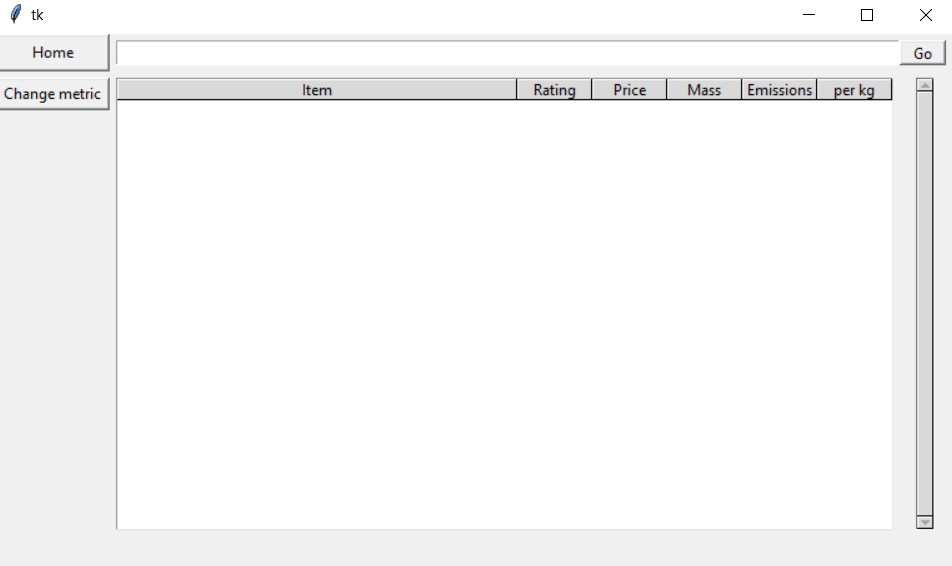 tk
Home
Go
Change metric
Item Rating Price Mass Emissions per kg